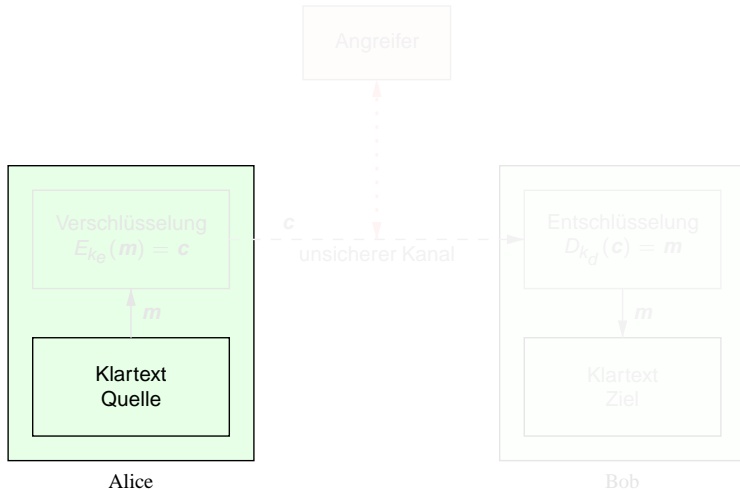 Angreifer
Verschlüsselung
E_{k_e}(m) = c
c
unsicherer Kanal
Entschlüsselung
D_{k_d}(c) = m
m
m
Klartext
Quelle
Klartext
Ziel
Alice
Bob